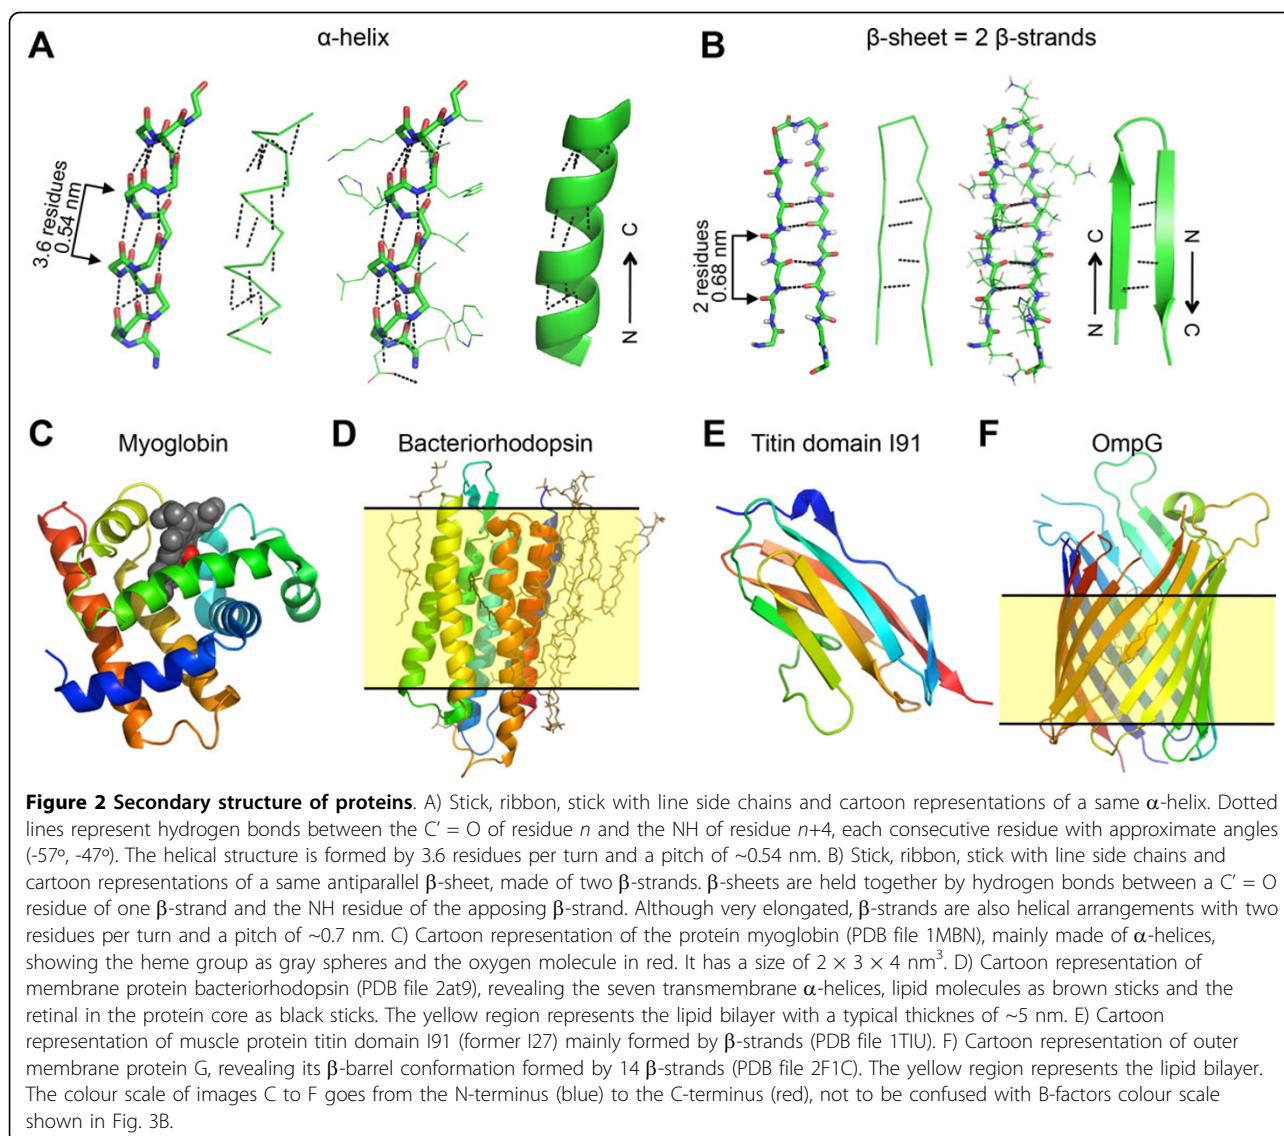 A
α-helix
3.6 residues
0.54 nm
N
C
B
β-sheet = 2 β-strands
2 residues
0.68 nm
N
C
N
C
C
Myoglobin
D
Bacteriorhodopsin
E
Titin domain I91
F
OmpG
Figure 2 Secondary structure of proteins. A) Stick, ribbon, stick with line side chains and cartoon representations of a same α-helix. Dotted
lines represent hydrogen bonds between the C’ = O of residue n and the NH of residue n+4, each consecutive residue with approximate angles
(-57º, -47º). The helical structure is formed by 3.6 residues per turn and a pitch of ~0.54 nm. B) Stick, ribbon, stick with line side chains and
cartoon representations of a same antiparallel β-sheet, made of two β-strands. β-sheets are held together by hydrogen bonds between a C’ = O
residue of one β-strand and the NH residue of the apposing β-strand. Although very elongated, β-strands are also helical arrangements with two
residues per turn and a pitch of ~0.7 nm. C) Cartoon representation of the protein myoglobin (PDB file 1MBN), mainly made of α-helices,
showing the heme group as gray spheres and the oxygen molecule in red. It has a size of 2 × 3 × 4 nm³. D) Cartoon representation of
membrane protein bacteriorhodopsin (PDB file 2at9), revealing the seven transmembrane α-helices, lipid molecules as brown sticks and the
retinal in the protein core as black sticks. The yellow region represents the lipid bilayer with a typical thicknes of ~5 nm. E) Cartoon
representation of muscle protein titin domain I91 (former I27) mainly formed by β-strands (PDB file 1TIU). F) Cartoon representation of outer
membrane protein G, revealing its β-barrel conformation formed by 14 β-strands (PDB file 2F1C). The yellow region represents the lipid bilayer.
The colour scale of images C to F goes from the N-terminus (blue) to the C-terminus (red), not to be confused with B-factors colour scale
shown in Fig. 3B.